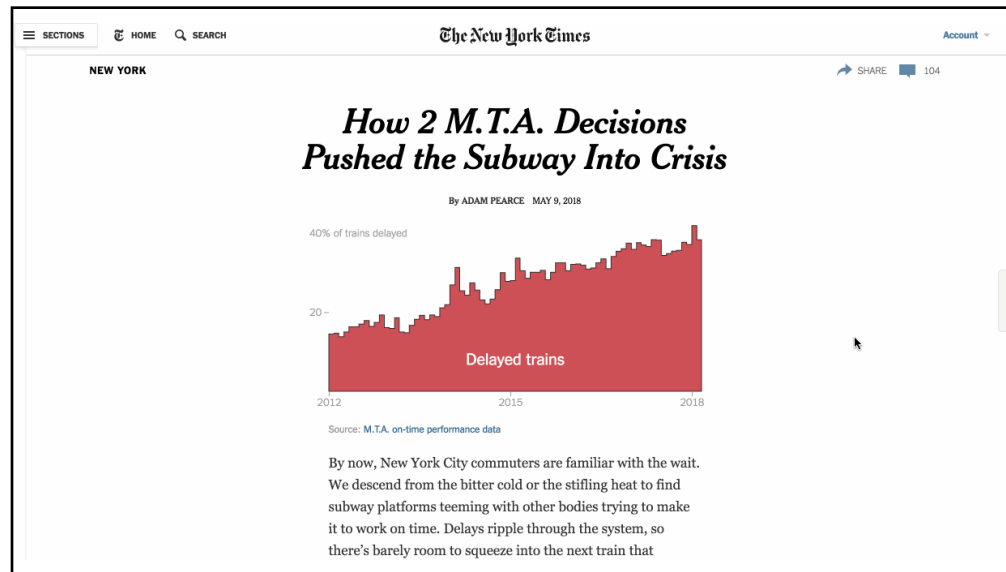 SECTIONS HOME SEARCH The New York Times Account
NEW YORK SHARE 104
How 2 M.T.A. Decisions
Pushed the Subway Into Crisis
By ADAM PEARCE MAY 9, 2018
40% of trains delayed
20
Delayed trains
2012 2015 2018
Source: M.T.A. on-time performance data
By now, New York City commuters are familiar with the wait.
We descend from the bitter cold or the stifling heat to find
subway platforms teeming with other bodies trying to make
it to work on time. Delays ripple through the system, so
there’s barely room to squeeze into the next train that